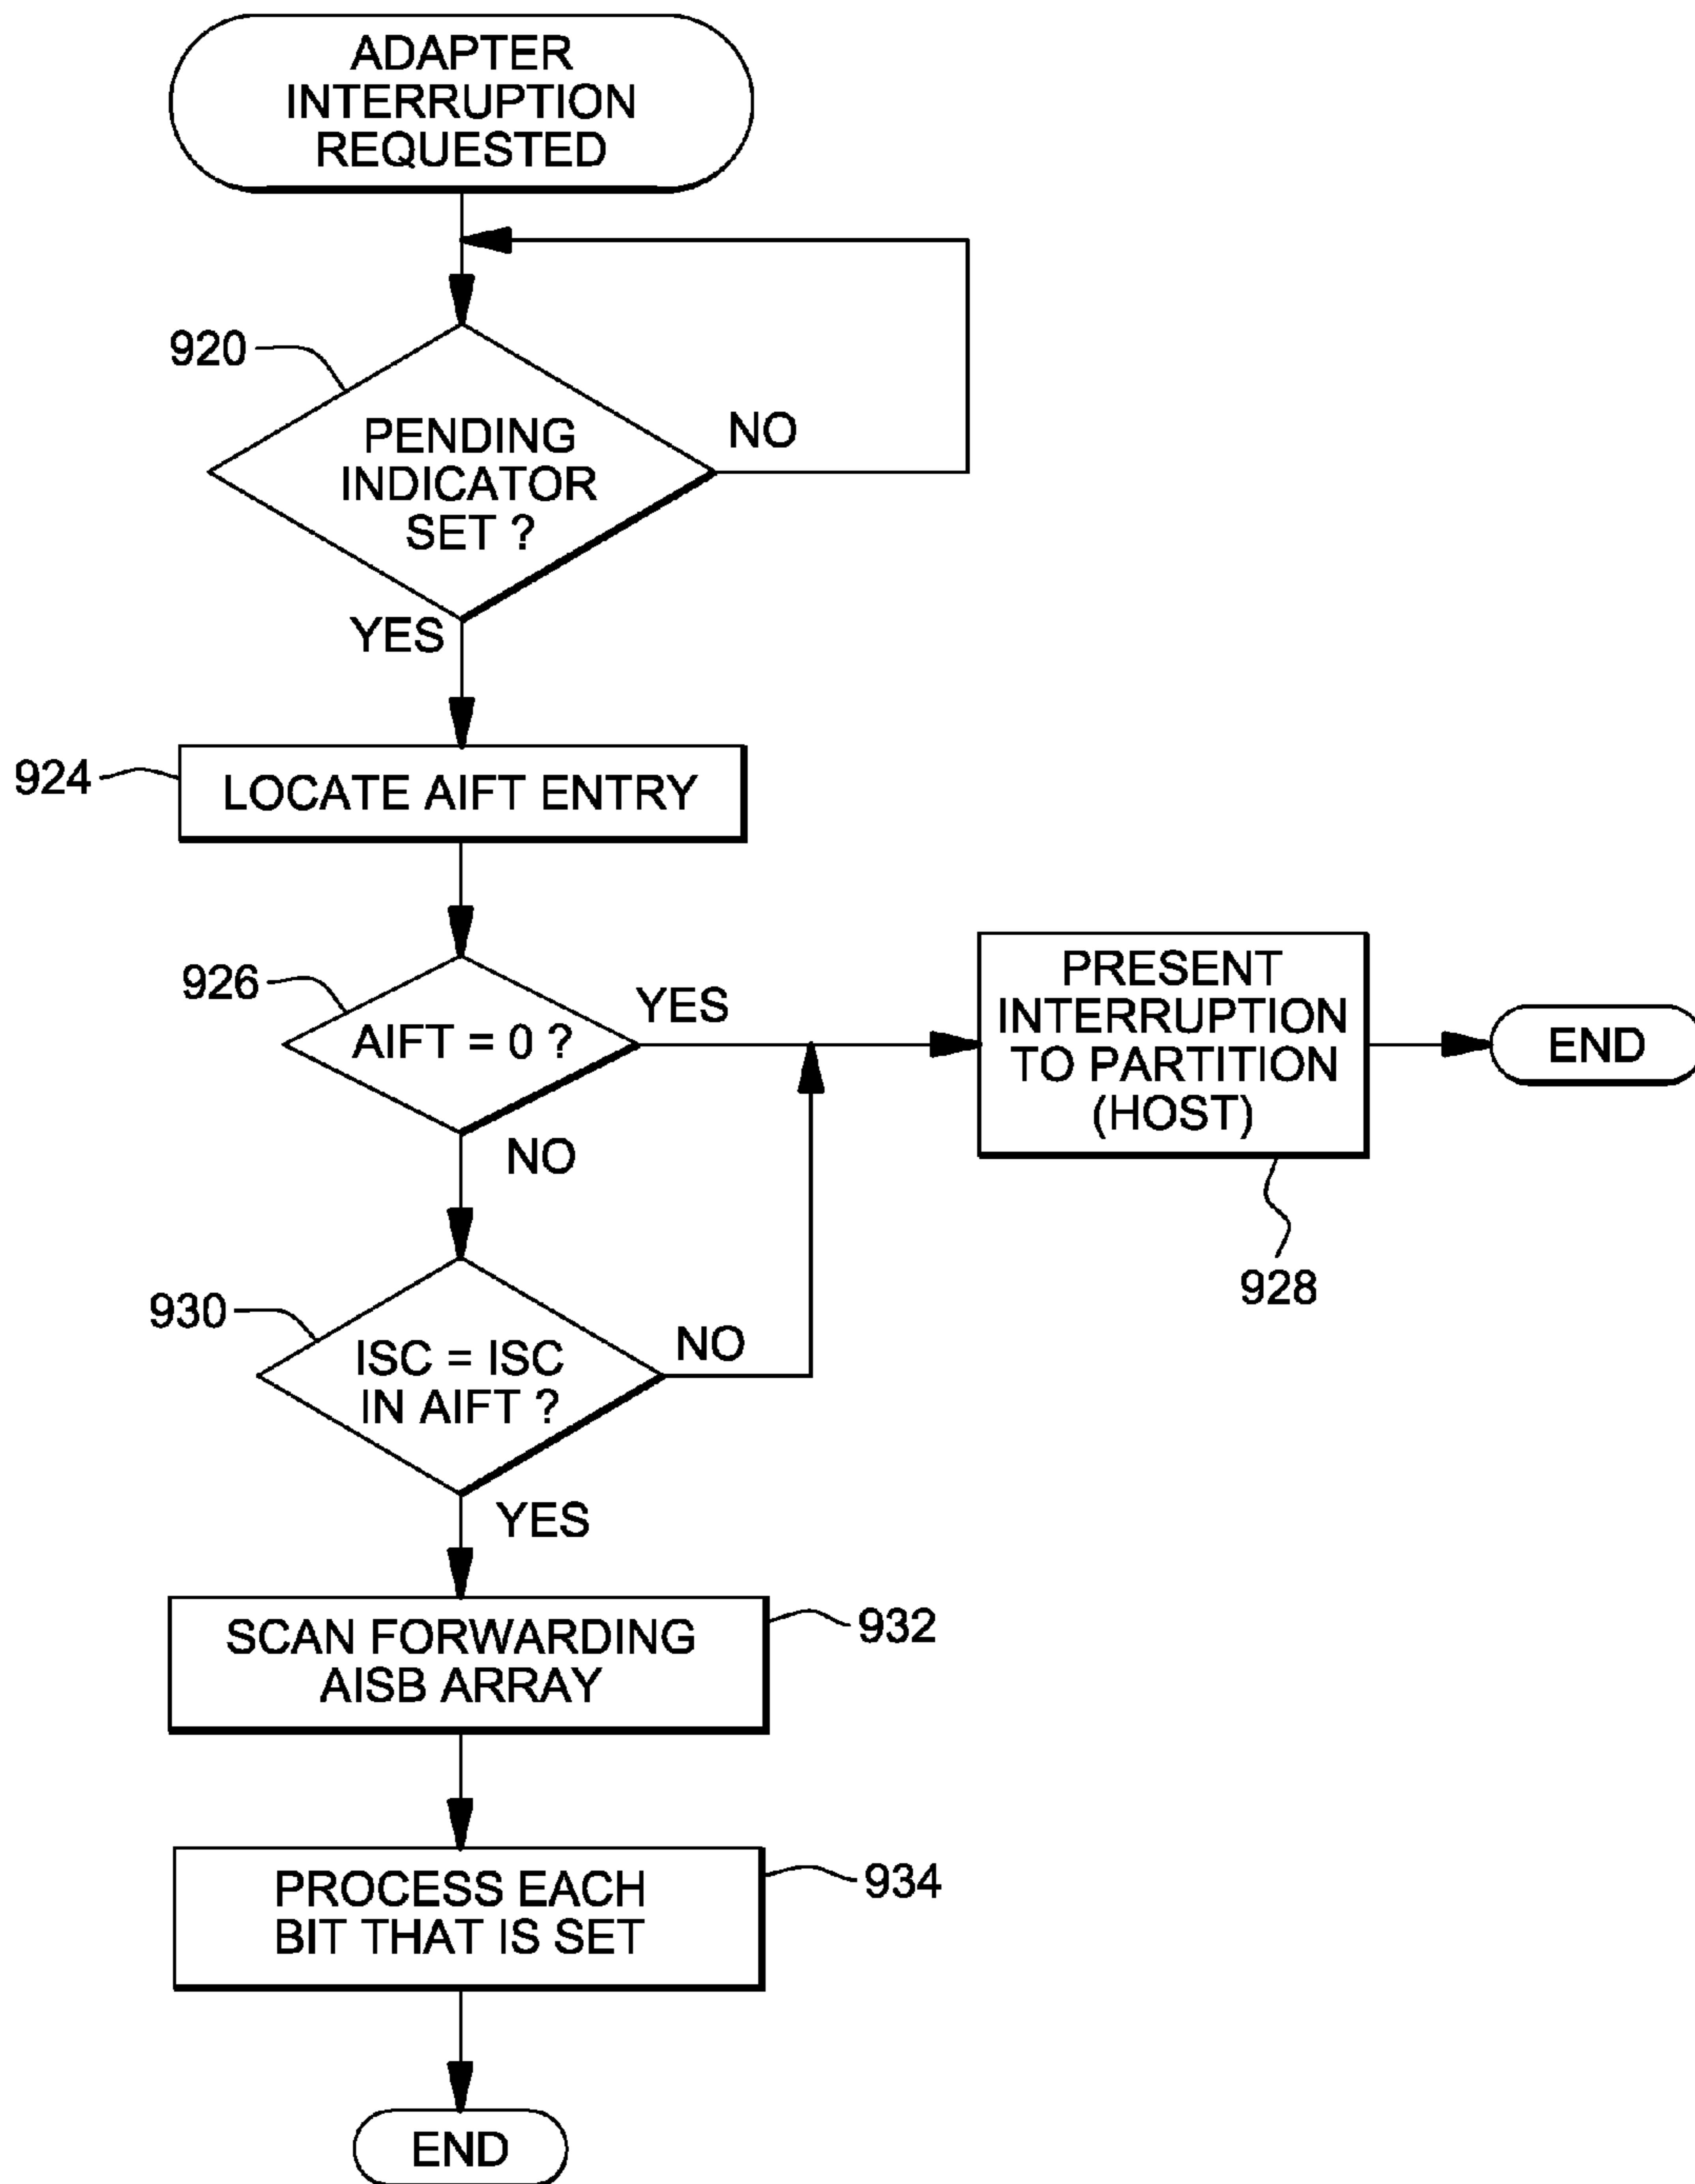 ADAPTER
INTERRUPTION
REQUESTED
920
PENDING
INDICATOR
SET ?
NO
YES
924
LOCATE AIFT ENTRY
926
AIFT = 0 ?
YES
NO
PRESENT
INTERRUPTION
TO PARTITION
(HOST)
END
928
930
ISC = ISC
IN AIFT ?
NO
YES
SCAN FORWARDING
AISB ARRAY
932
PROCESS EACH
BIT THAT IS SET
934
END